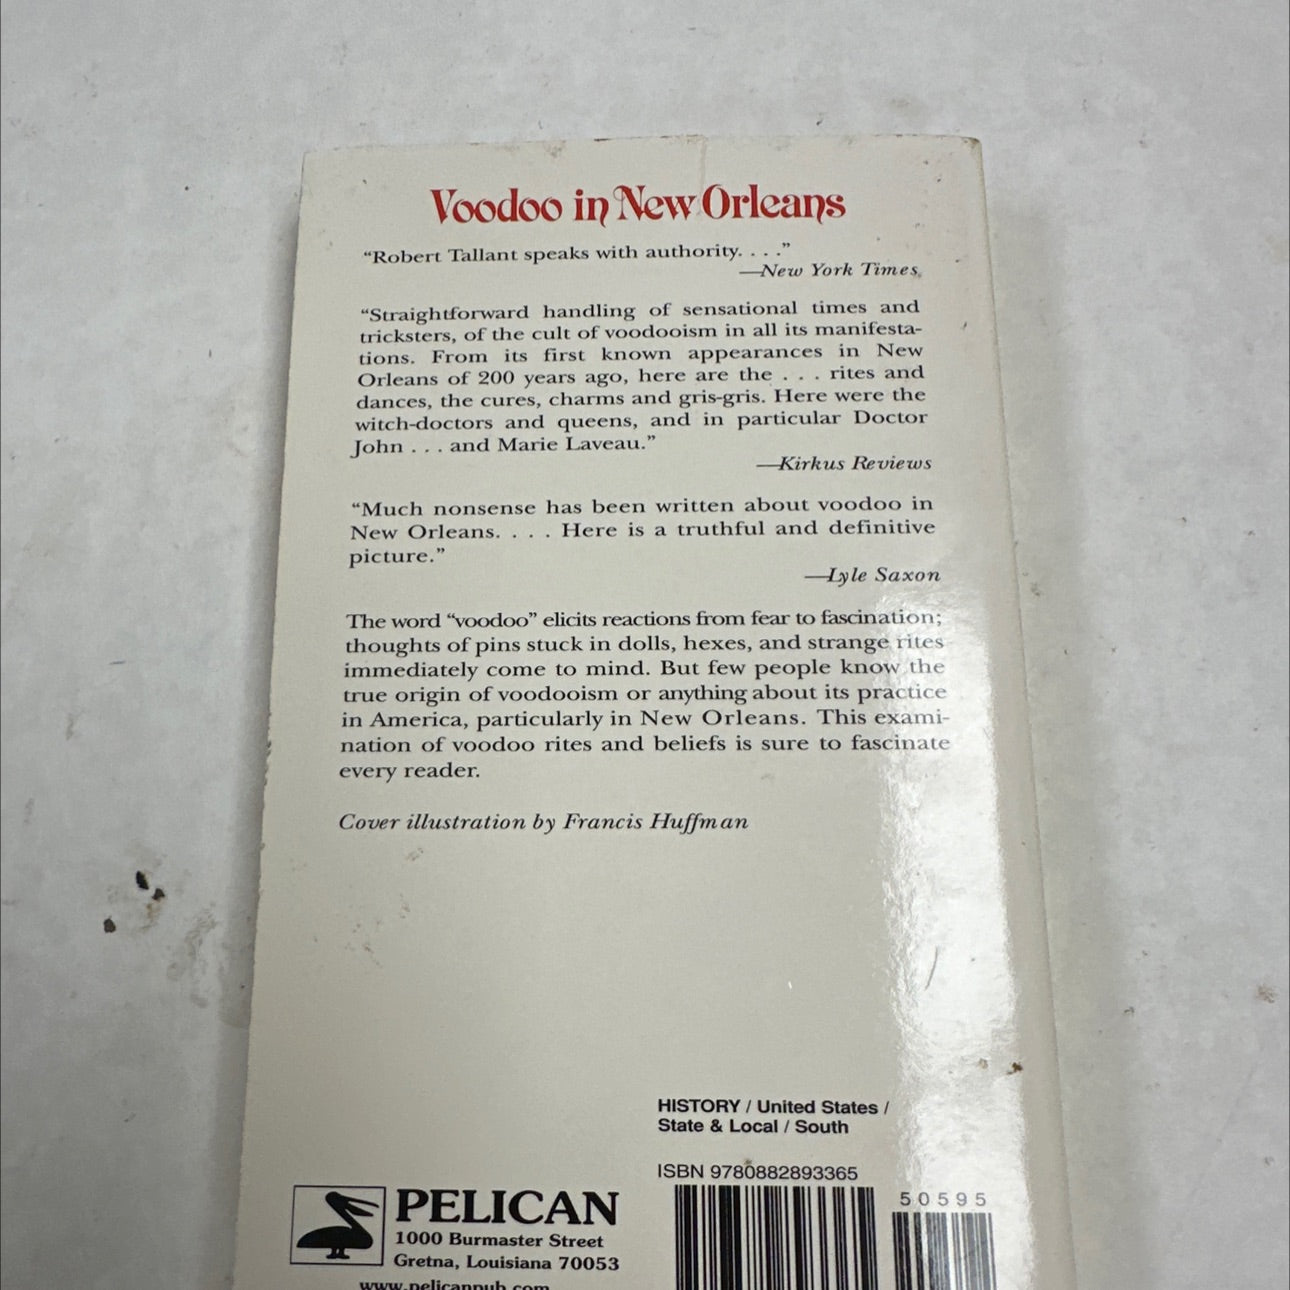 Voodoo in New Orleans
“Robert Tallant speaks with authority. . . .”
—New York Times
“Straightforward handling of sensational times and
tricksters, of the cult of voodooism in all its manifesta-
tions. From its first known appearances in New
Orleans of 200 years ago, here are the . . . rites and
dances, the cures, charms and gris-gris. Here were the
witch-doctors and queens, and in particular Doctor
John . . . and Marie Laveau.”
—Kirkus Reviews
“Much nonsense has been written about voodoo in
New Orleans. . . . Here is a truthful and definitive
picture.”
—Lyle Saxon
The word “voodoo” elicits reactions from fear to fascination;
thoughts of pins stuck in dolls, hexes, and strange rites
immediately come to mind. But few people know the
true origin of voodooism or anything about its practice
in America, particularly in New Orleans. This exami-
nation of voodoo rites and beliefs is sure to fascinate
every reader.
Cover illustration by Francis Huffman
HISTORY / United States /
State & Local / South
ISBN 9780882893365
50595
PELICAN
1000 Burmaster Street
Gretna, Louisiana 70053
www.pelicanpub.com